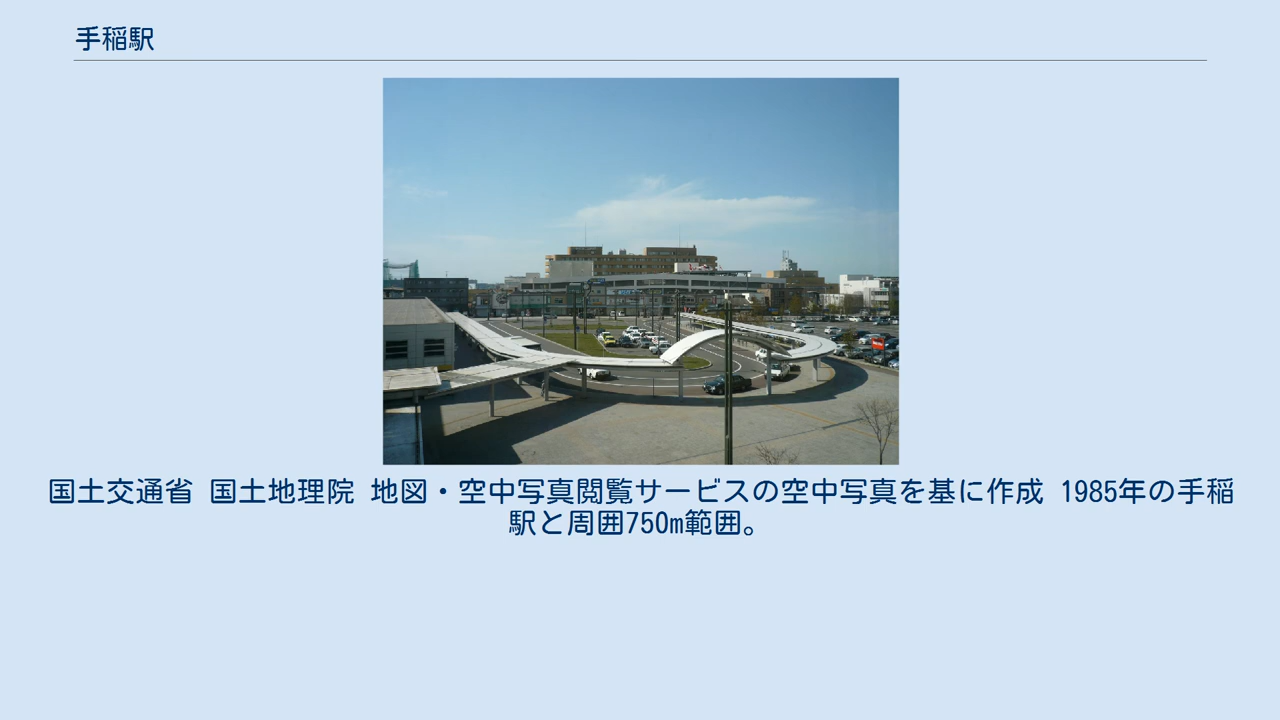 手稲駅
国土交通省 国土地理院 地図・空中写真閲覧サービスの空中写真を基に作成 1985年の手稲
駅と周囲750m範囲。